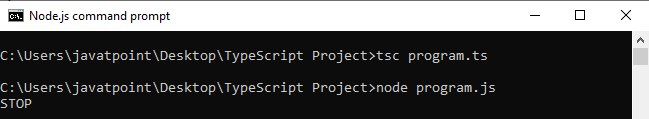 Node.js command prompt
C:\Users\javatpoint\Desktop\TypeScript Project>tsc program.ts
C:\Users\javatpoint\Desktop\TypeScript Project>node program.js
STOP